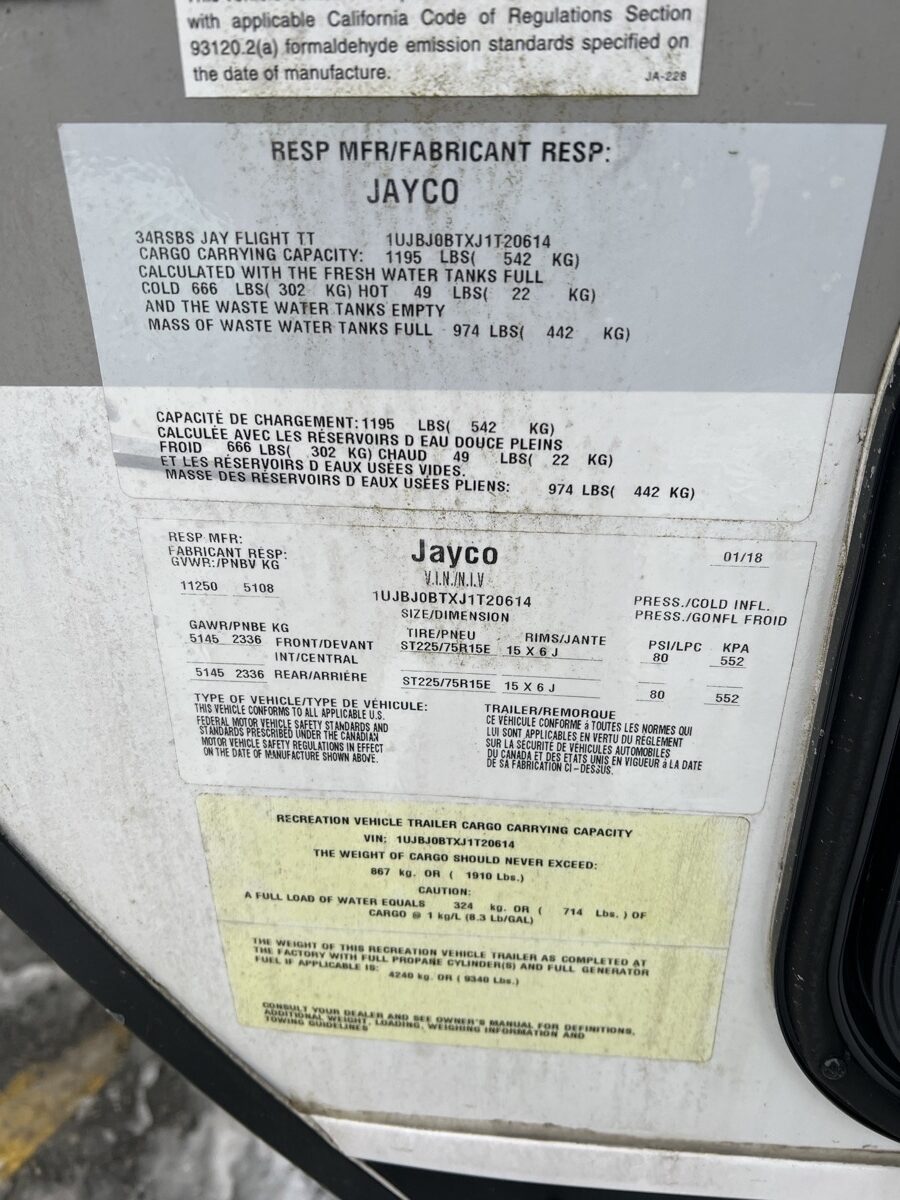 with applicable California Code of Regulations Section
93120.2(a) formaldehyde emission standards specified on
the date of manufacture.
JA-228
RESP MFR/FABRICANT RESP:
JAYCO
34RSBS JAY FLIGHT TT 1UJBJ0BTXJ1T20614
CARGO CARRYING CAPACITY: 1195 LBS( 542 KG)
CALCULATED WITH THE FRESH WATER TANKS FULL
COLD 666 LBS( 302 KG) HOT 49 LBS( 22 KG)
AND THE WASTE WATER TANKS EMPTY
MASS OF WASTE WATER TANKS FULL 974 LBS( 442 KG)
CAPACITÉ DE CHARGEMENT: 1195 LBS( 542 KG)
CALCULÉE AVEC LES RÉSERVOIRS D EAU DOUCE PLEINS
FROID 666 LBS( 302 KG) CHAUD 49 LBS( 22 KG)
ET LES RÉSERVOIRS D EAUX USÉES VIDES.
MASSE DES RÉSERVOIRS D EAUX USÉES PLIENS: 974 LBS( 442 KG)
RESP MFR:
FABRICANT RESP: Jayco 01/18
GVWR:/PNBV KG V.I.N./N.I.V
11250 5108 1UJBJ0BTXJ1T20614
SIZE/DIMENSION PRESS./COLD INFL.
PRESS./GONFL FROID
GAWR/PNBE KG TIRE/PNEU RIMS/JANTE PSI/LPC KPA
5145 2336 FRONT/DEVANT ST225/75R15E 15 X 6 J 80 552
INT/CENTRAL
5145 2336 REAR/ARRIÈRE ST225/75R15E 15 X 6 J 80 552
TYPE OF VEHICLE/TYPE DE VÉHICULE: TRAILER/REMORQUE
THIS VEHICLE CONFORMS TO ALL APPLICABLE U.S.
FEDERAL MOTOR VEHICLE SAFETY STANDARDS AND
STANDARDS PRESCRIBED UNDER THE CANADIAN
MOTOR VEHICLE SAFETY REGULATIONS IN EFFECT
ON THE DATE OF MANUFACTURE SHOWN ABOVE.
CE VÉHICULE CONFORME à TOUTES LES NORMES QUI
LUI SONT APPLICABLES EN VERTU DU RÈGLEMENT
SUR LA SÉCURITÉ DE VÉHICULES AUTOMOBILES
DU CANADA ET DES ETATS UNIS EN VIGUEUR à LA DATE
DE SA FABRICATION CI-DESSUS.
RECREATION VEHICLE TRAILER CARGO CARRYING CAPACITY
VIN: 1UJBJ0BTXJ1T20614
THE WEIGHT OF CARGO SHOULD NEVER EXCEED:
867 kg. OR ( 1910 Lbs.)
CAUTION:
A FULL LOAD OF WATER EQUALS 324 kg. OR ( 714 Lbs. ) OF
CARGO @ 1 kg/L (8.3 Lb/GAL)
THE WEIGHT OF THIS RECREATION VEHICLE TRAILER AS COMPLETED AT
THE FACTORY WITH FULL PROPANE CYLINDER(S) AND FULL GENERATOR
FUEL IF APPLICABLE IS: 4240 kg. OR ( 9340 Lbs.)
CONSULT YOUR DEALER AND SEE OWNER'S MANUAL FOR DEFINITIONS,
ADDITIONAL WEIGHT, LOADING, WEIGHING INFORMATION AND
TOWING GUIDELINES